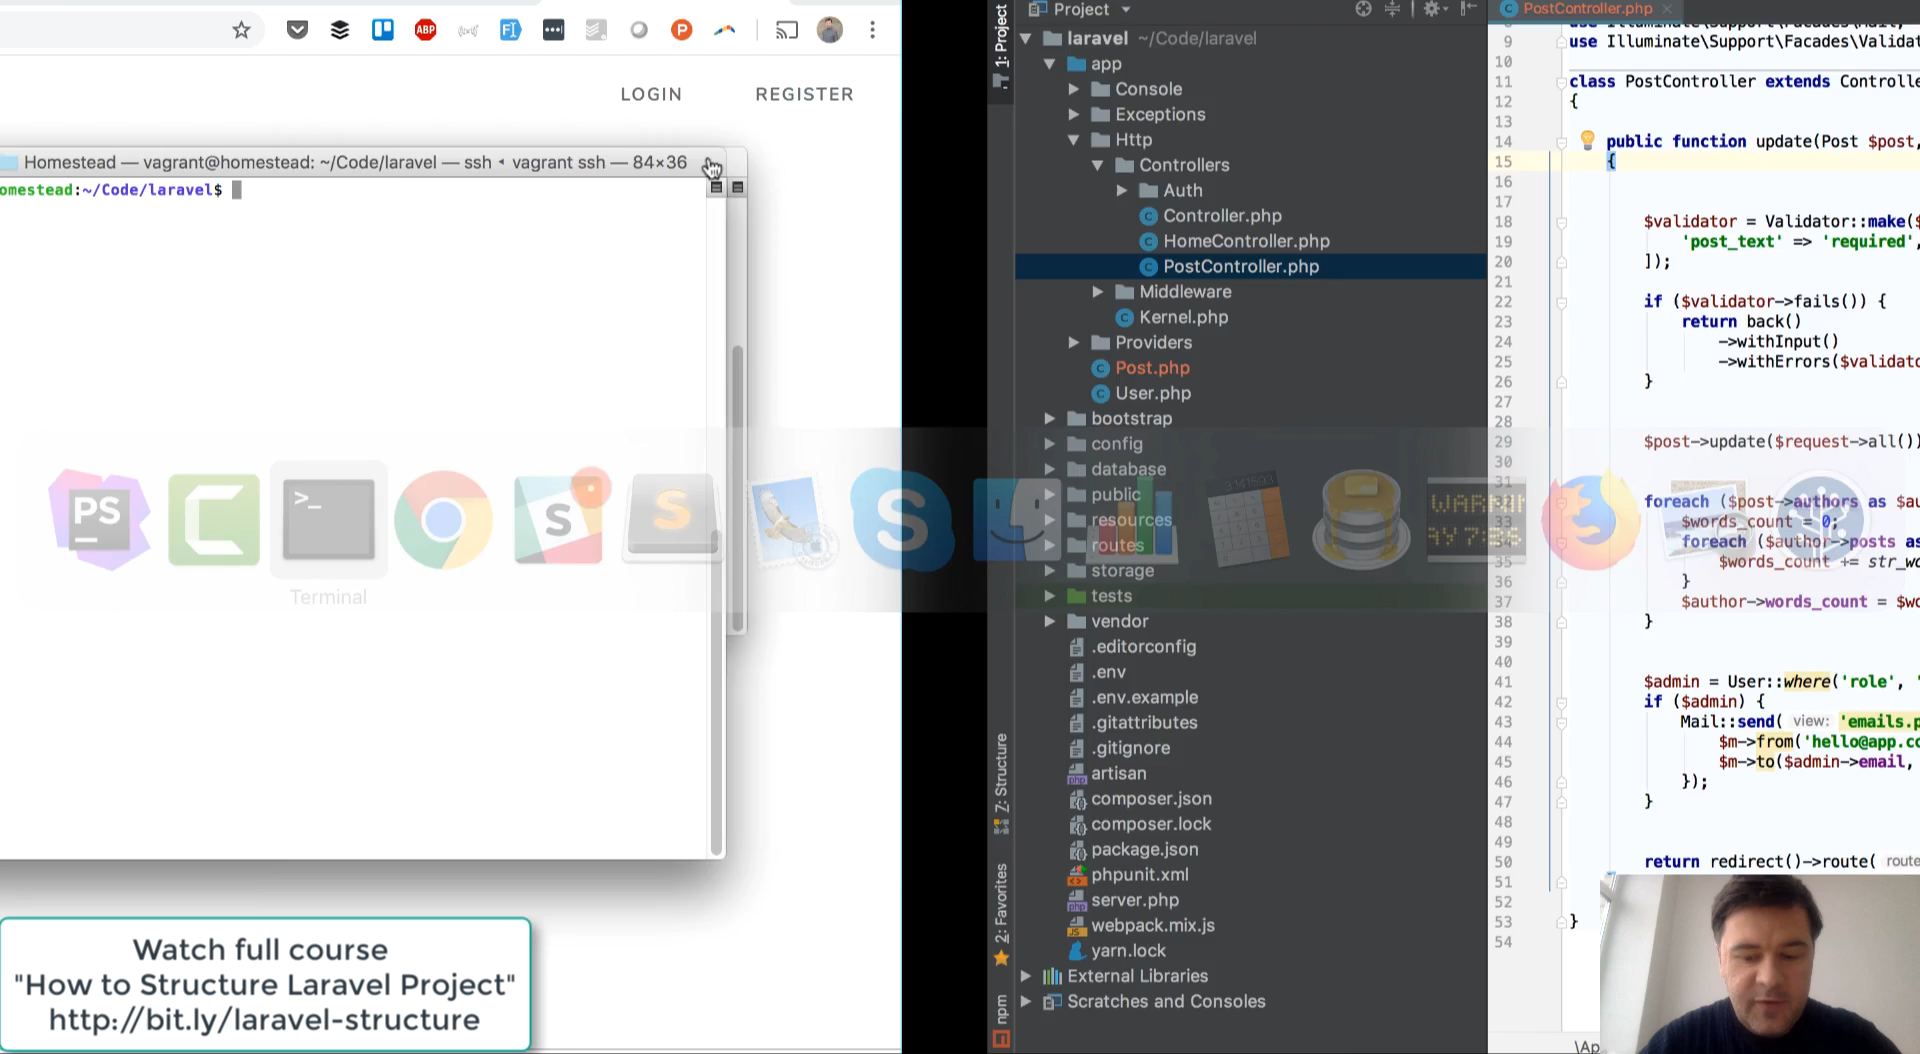 ABP
FI
P
LOGIN
REGISTER
Homestead — vagrant@homestead: ~/Code/laravel — ssh ◂ vagrant ssh — 84×36
omestead:~/Code/laravel$
PS
S
Terminal
Watch full course
"How to Structure Laravel Project"
http://bit.ly/laravel-structure
1: Project
7: Structure
2: Favorites
npm
Project
laravel ~/Code/laravel
app
Console
Exceptions
Http
Controllers
Auth
Controller.php
HomeController.php
PostController.php
Middleware
Kernel.php
Providers
Post.php
User.php
bootstrap
config
database
public
resources
routes
storage
tests
vendor
.editorconfig
.env
.env.example
.gitattributes
.gitignore
artisan
composer.json
composer.lock
package.json
phpunit.xml
server.php
webpack.mix.js
yarn.lock
External Libraries
Scratches and Consoles
PostController.php
9 use Illuminate\Support\Facades\Validat
10
11 class PostController extends Controlle
12 {
13
14 public function update(Post $post,
15 {
16
17
18 $validator = Validator::make($
19 'post_text' => 'required',
20 ]);
21
22 if ($validator->fails()) {
23 return back()
24 ->withInput()
25 ->withErrors($validato
26 }
27
28
29 $post->update($request->all())
30
31
foreach ($post->authors as $au
33 $words_count = 0;
foreach ($author->posts as
35 $words_count += str_wo
36 }
37 $author->words_count = $wo
38 }
39
40
41 $admin = User::where('role', '
42 if ($admin) {
43 Mail::send( view: 'emails.p
44 $m->from('hello@app.co
45 $m->to($admin->email,
46 });
47 }
48
49
50 return redirect()->route( route
51
52
53 }
54
\Ap